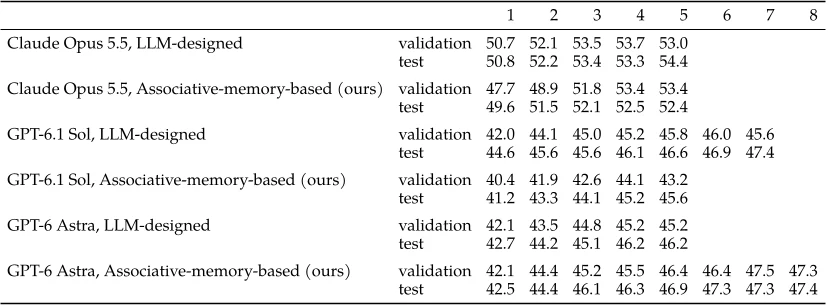 1 2 3 4 5 6 7 8
Claude Opus 5.5, LLM-designed validation 50.7 52.1 53.5 53.7 53.0
test 50.8 52.2 53.4 53.3 54.4
Claude Opus 5.5, Associative-memory-based (ours) validation 47.7 48.9 51.8 53.4 53.4
test 49.6 51.5 52.1 52.5 52.4
GPT-6.1 Sol, LLM-designed validation 42.0 44.1 45.0 45.2 45.8 46.0 45.6
test 44.6 45.6 45.6 46.1 46.6 46.9 47.4
GPT-6.1 Sol, Associative-memory-based (ours) validation 40.4 41.9 42.6 44.1 43.2
test 41.2 43.3 44.1 45.2 45.6
GPT-6 Astra, LLM-designed validation 42.1 43.5 44.8 45.2 45.2
test 42.7 44.2 45.1 46.2 46.2
GPT-6 Astra, Associative-memory-based (ours) validation 42.1 44.4 45.2 45.5 46.4 46.4 47.5 47.3
test 42.5 44.4 46.1 46.3 46.9 47.3 47.3 47.4